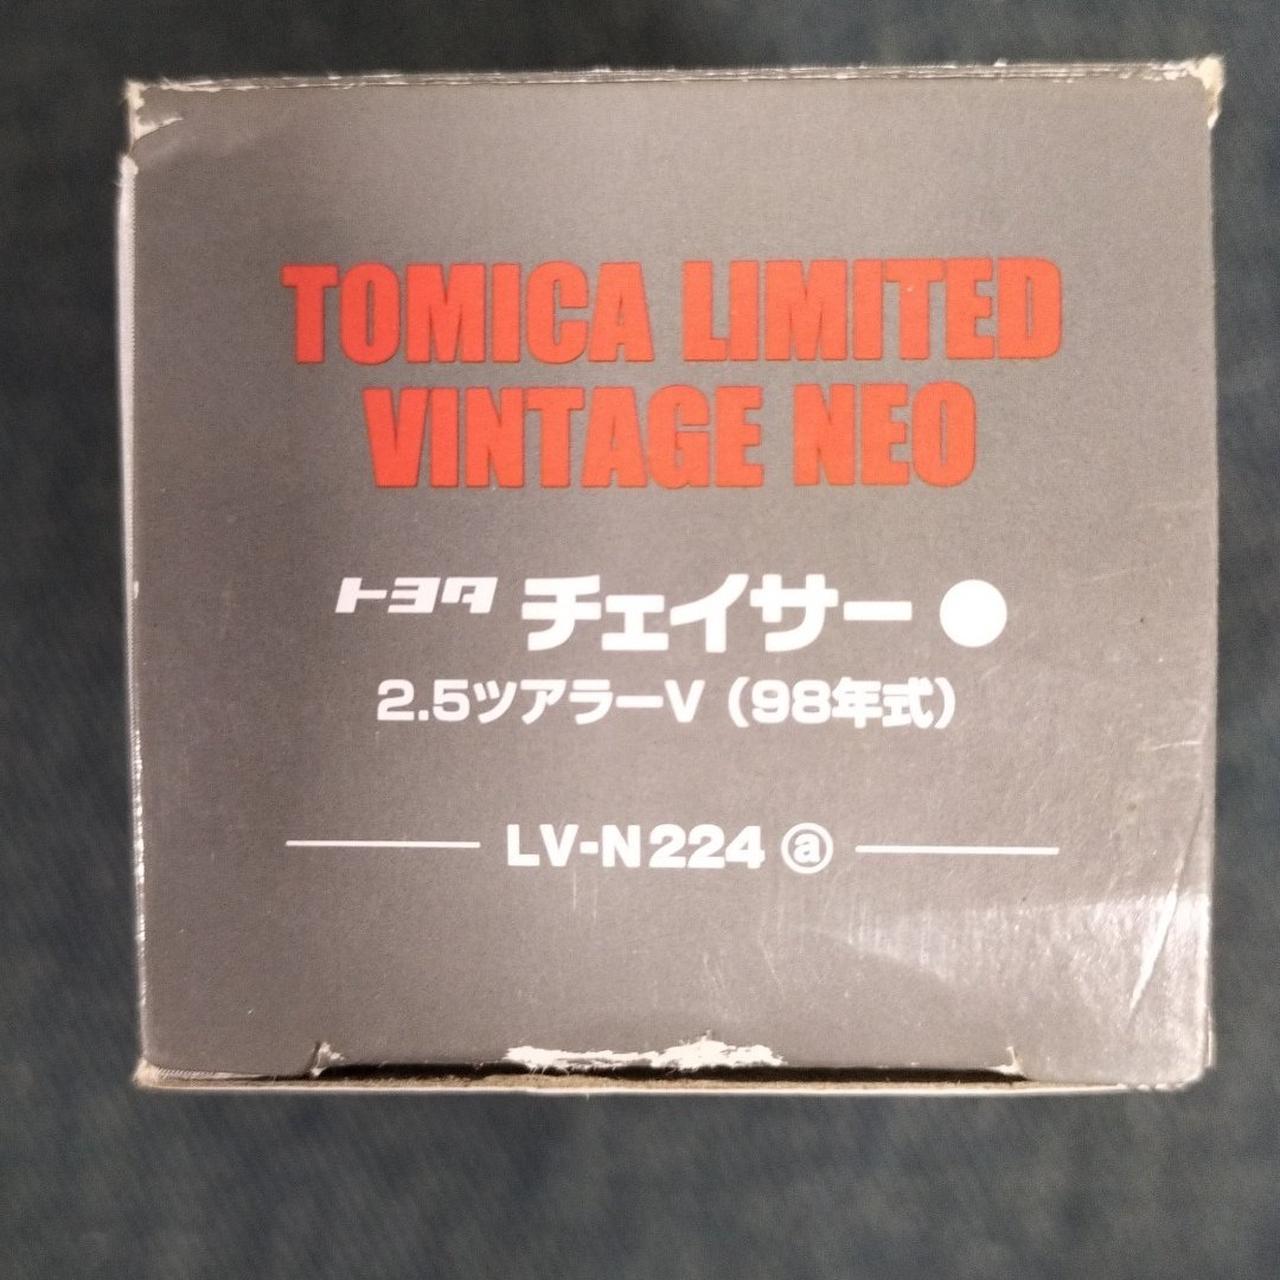 TOMICA LIMITED
VINTAGE NEO
トヨタ チェイサー
2.5ツアラーV（98年式）
LV-N224 ⓐ